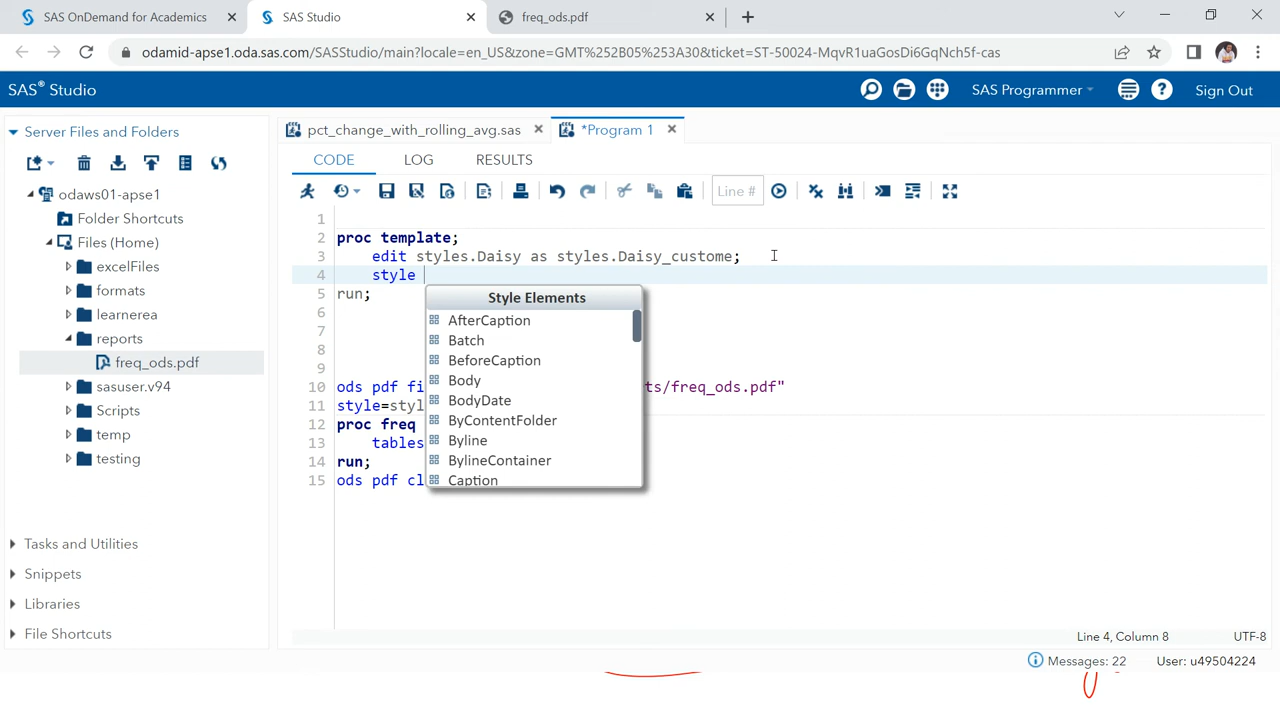 SAS OnDemand for Academics
SAS Studio
freq_ods.pdf
odamid-apse1.oda.sas.com/SASStudio/main?locale=en_US&zone=GMT%252B05%253A30&ticket=ST-50024-MqvR1uaGosDi6GqNch5f-cas
SAS® Studio
SAS Programmer
Sign Out
Server Files and Folders
odaws01-apse1
Folder Shortcuts
Files (Home)
excelFiles
formats
learnerea
reports
freq_ods.pdf
sasuser.v94
Scripts
temp
testing
Tasks and Utilities
Snippets
Libraries
File Shortcuts
pct_change_with_rolling_avg.sas
*Program 1
CODE
LOG
RESULTS
Line #
1
2 proc template;
3 edit styles.Daisy as styles.Daisy_custome;
4 style
5 run;
6
7
8
9
10 ods pdf fi ts/freq_ods.pdf"
11 style=styl
12 proc freq
13 tables
14 run;
15 ods pdf cl
Style Elements
AfterCaption
Batch
BeforeCaption
Body
BodyDate
ByContentFolder
Byline
BylineContainer
Caption
Line 4, Column 8
UTF-8
Messages: 22
User: u49504224